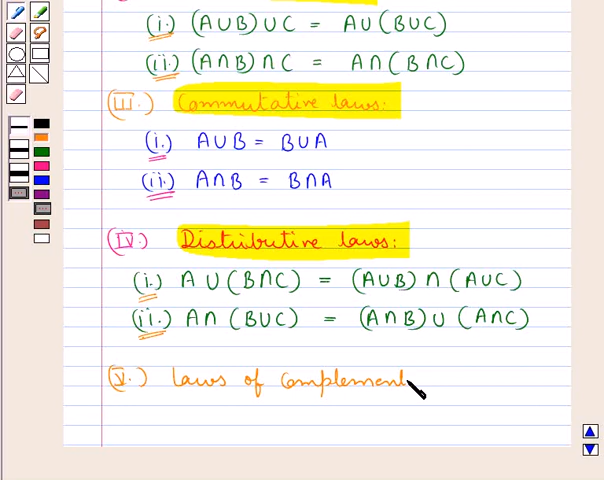 (i.) (A∪B)∪C = A∪(B∪C)
(ii.) (A∩B)∩C = A∩(B∩C)
(III.) Commutative laws:
(i.) A∪B = B∪A
(ii.) A∩B = B∩A
(IV.) Distributive laws:
(i.) A∪(B∩C) = (A∪B)∩(A∪C)
(ii.) A∩(B∪C) = (A∩B)∪(A∩C)
(V.) Laws of Complement